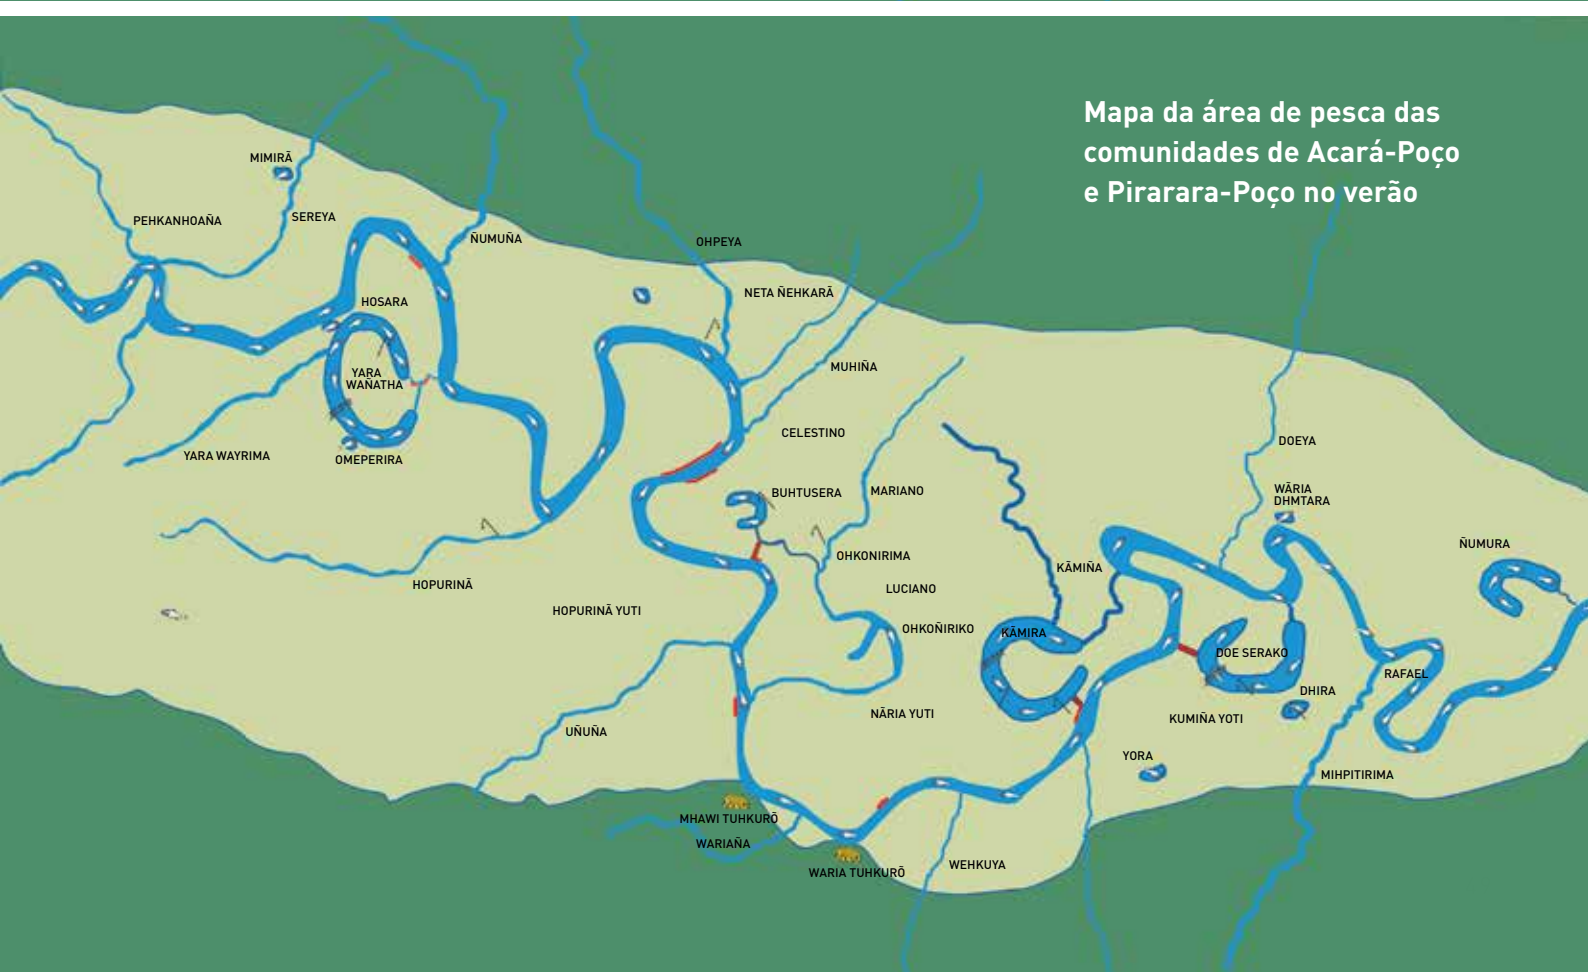 Mapa da área de pesca das
comunidades de Acará-Poço
e Pirarara-Poço no verão
MIMIRÃ
PEHKANHOAÑA
SEREYA
ÑUMUÑA
OHPEYA
NETA ÑEHKARÃ
HOSARA
MUHIÑA
YARA
WAÑATHA
CELESTINO
DOEYA
YARA WAYRIMA
OMEPERIRA
BUHTUSERA
MARIANO
WÃRIA
DHMTARA
ÑUMURA
OHKONIRIMA
KÃMIÑA
HOPURINÃ
LUCIANO
HOPURINÃ YUTI
OHKOÑIRIKO
KÃMIRA
DOE SERAKO
RAFAEL
DHIRA
NÃRIA YUTI
KUMIÑA YOTI
UÑUÑA
YORA
MIHPITIRIMA
MHAWI TUHKURÕ
WARIAÑA
WARIA TUHKURÕ
WEHKUYA